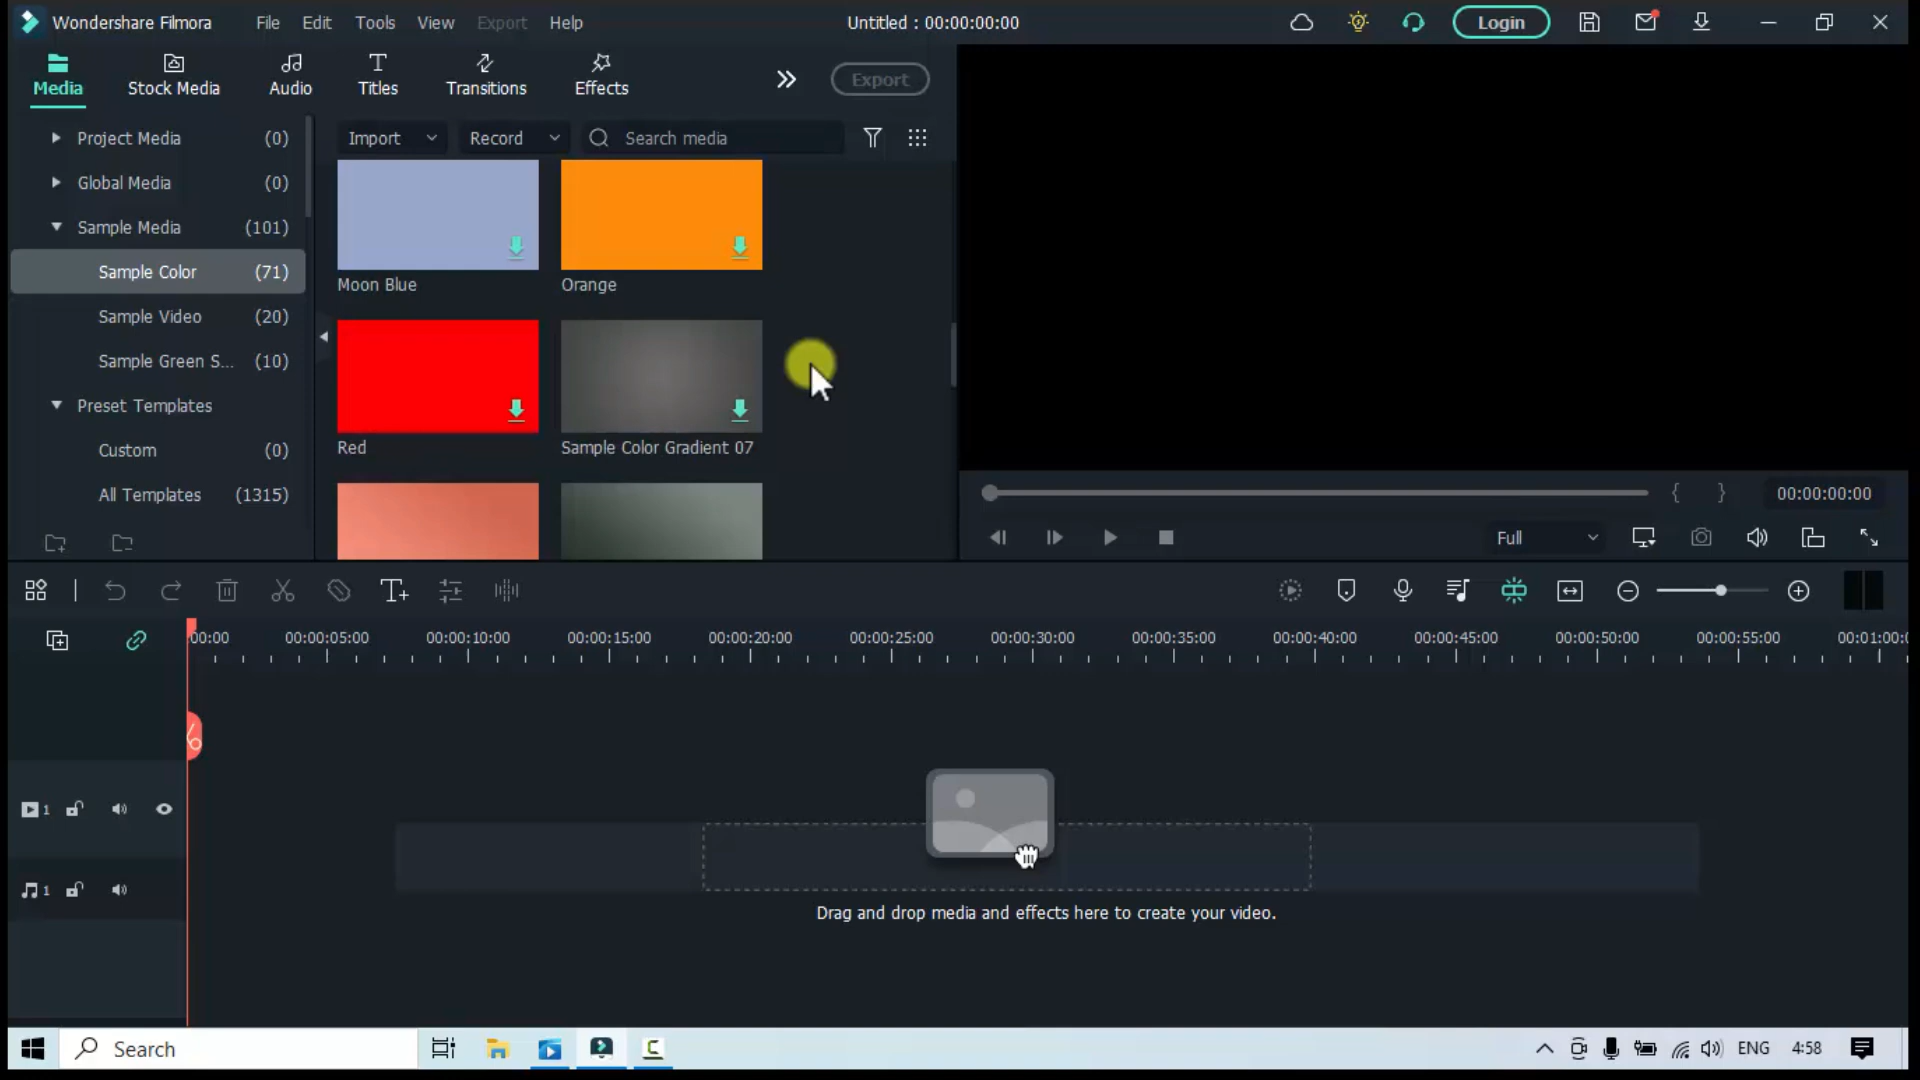 Wondershare Filmora File Edit Tools View Export Help Untitled : 00:00:00:00 Login
Media Stock Media Audio Titles Transitions Effects Export
Project Media (0)
Global Media (0)
Sample Media (101)
Sample Color (71)
Sample Video (20)
Sample Green S... (10)
Preset Templates
Custom (0)
All Templates (1315)
Import Record Search media
Moon Blue Orange
Red Sample Color Gradient 07
{ } 00:00:00:00
Full
00:00 00:00:05:00 00:00:10:00 00:00:15:00 00:00:20:00 00:00:25:00 00:00:30:00 00:00:35:00 00:00:40:00 00:00:45:00 00:00:50:00 00:00:55:00 00:01:00:0
1
1
Drag and drop media and effects here to create your video.
Search ENG 4:58